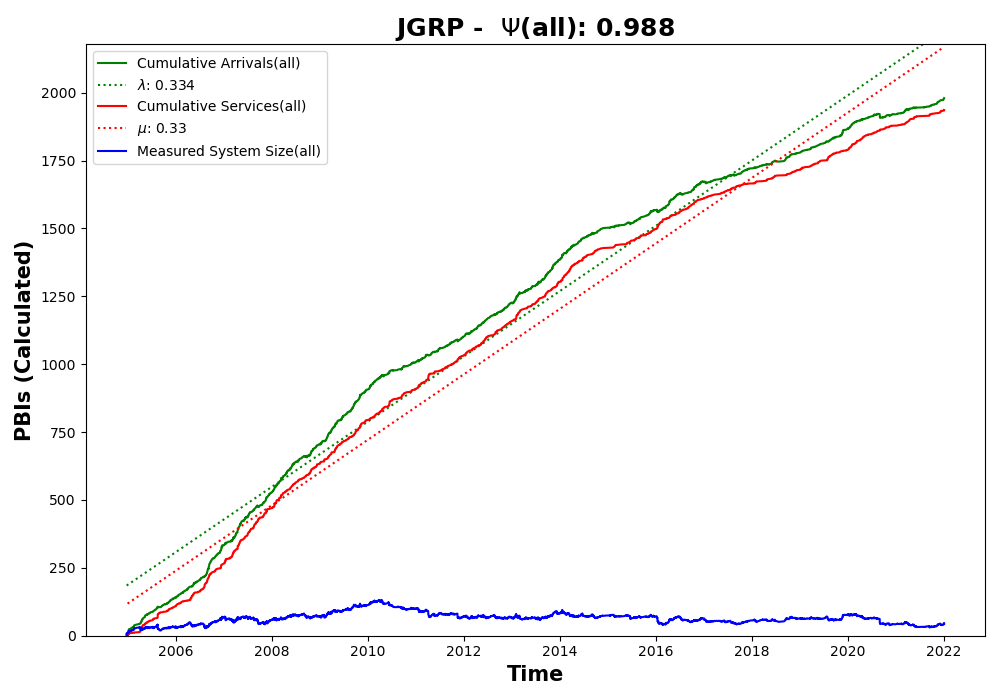 JGRP - Ψ(all): 0.988
Cumulative Arrivals(all)
λ: 0.334
Cumulative Services(all)
μ: 0.33
Measured System Size(all)
PBIs (Calculated)
2000
1750
1500
1250
1000
750
500
250
0
2006 2008 2010 2012 2014 2016 2018 2020 2022
Time